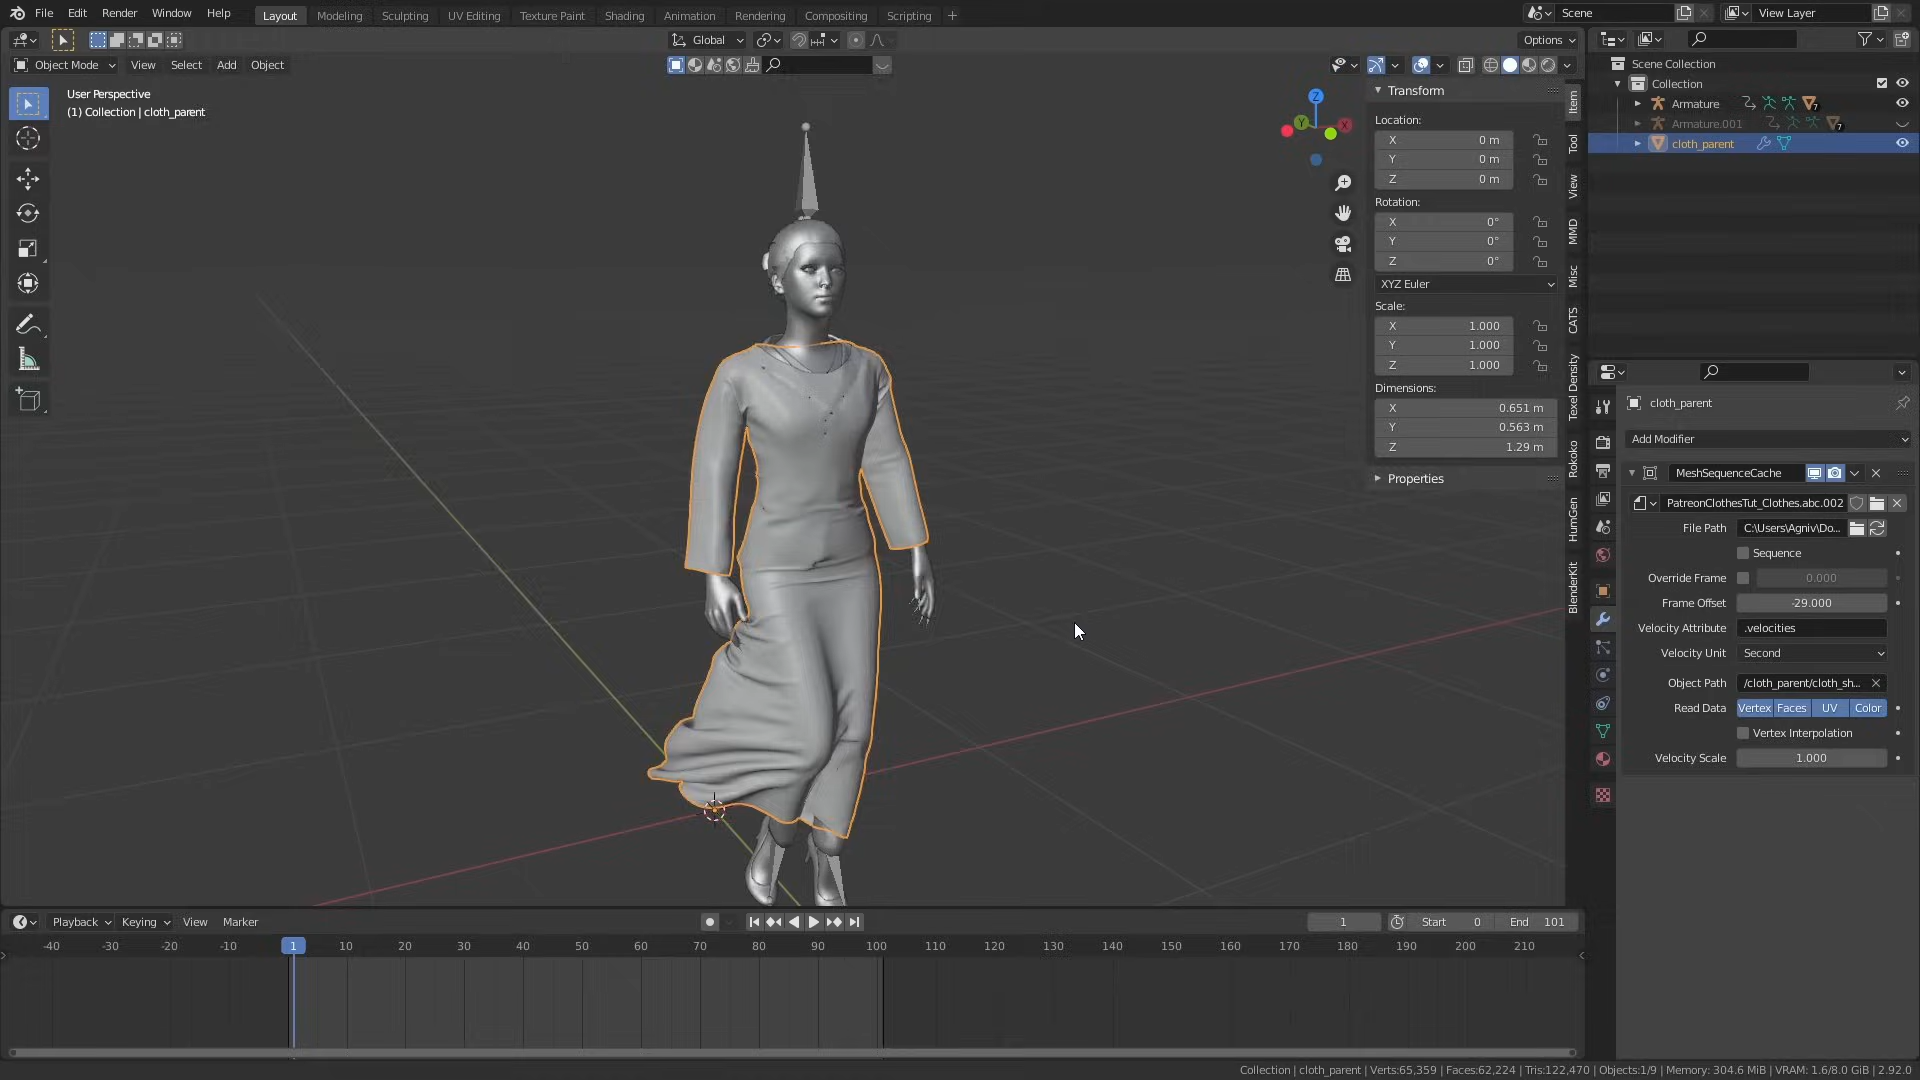 File Edit Render Window Help Layout Modeling Sculpting UV Editing Texture Paint Shading Animation Rendering Compositing Scripting + Scene View Layer
Global Options
Object Mode View Select Add Object
User Perspective
(1) Collection | cloth_parent
Z
Y
X
Transform
Location:
X 0 m
Y 0 m
Z 0 m
Rotation:
X 0°
Y 0°
Z 0°
XYZ Euler
Scale:
X 1.000
Y 1.000
Z 1.000
Dimensions:
X 0.651 m
Y 0.563 m
Z 1.29 m
Properties
Item
Tool
View
MMD
Misc
CATS
Texel Density
Rokoko
HumGen
BlenderKit
Scene Collection
Collection
Armature 7
Armature.001 7
cloth_parent
cloth_parent
Add Modifier
MeshSequenceCache
PatreonClothesTut_Clothes.abc.002
File Path C:\Users\Agniv\Do...
Sequence
Override Frame 0.000
Frame Offset -29.000
Velocity Attribute .velocities
Velocity Unit Second
Object Path /cloth_parent/cloth_sh...
Read Data Vertex Faces UV Color
Vertex Interpolation
Velocity Scale 1.000
Playback Keying View Marker 1 Start 0 End 101
-40 -30 -20 -10 1 10 20 30 40 50 60 70 80 90 100 110 120 130 140 150 160 170 180 190 200 210
Collection | cloth_parent | Verts:65,359 | Faces:62,224 | Tris:122,470 | Objects:1/9 | Memory: 304.6 MiB | VRAM: 1.6/8.0 GiB | 2.92.0